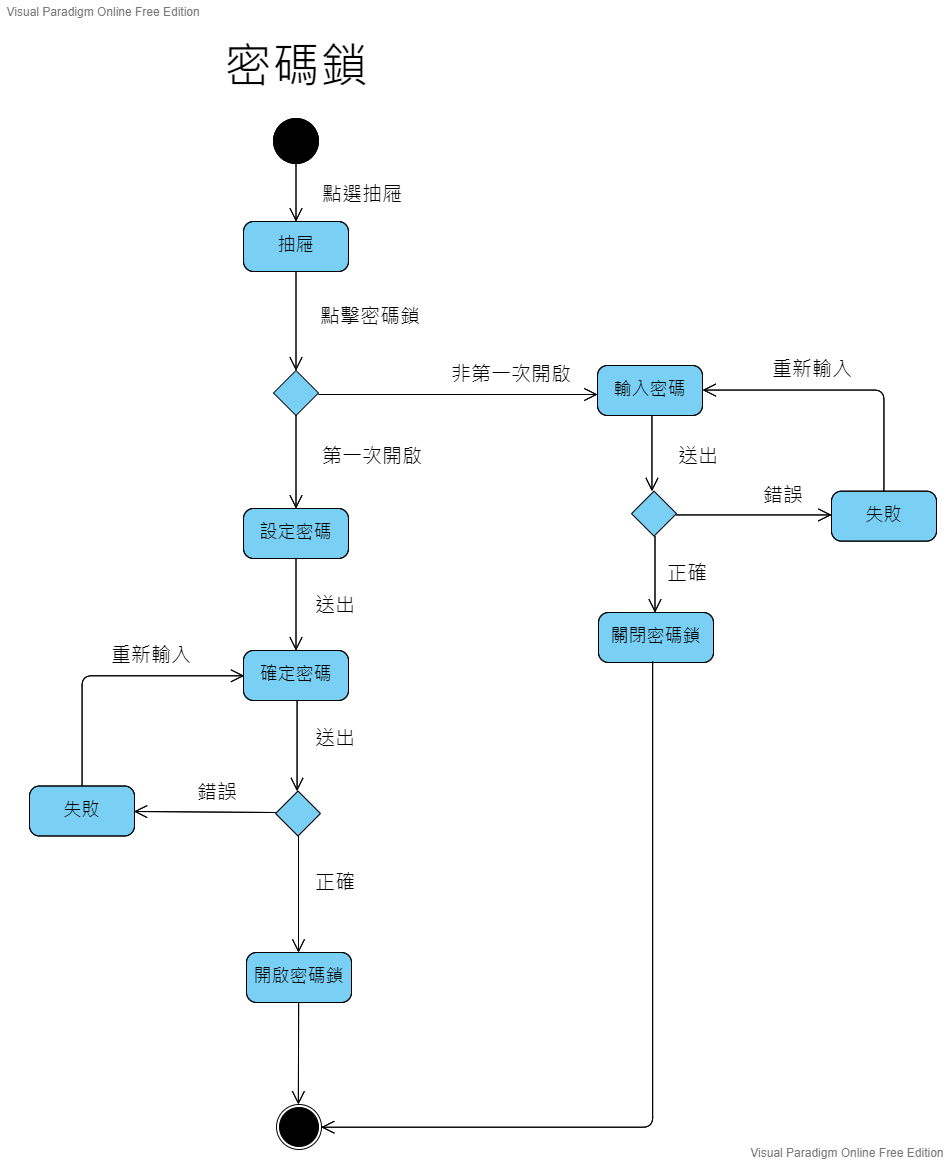 Visual Paradigm Online Free Edition
密碼鎖
點選抽屜
抽屜
點擊密碼鎖
非第一次開啟
輸入密碼
重新輸入
第一次開啟
送出
錯誤
失敗
設定密碼
正確
送出
關閉密碼鎖
重新輸入
確定密碼
送出
錯誤
失敗
正確
開啟密碼鎖
Visual Paradigm Online Free Edition